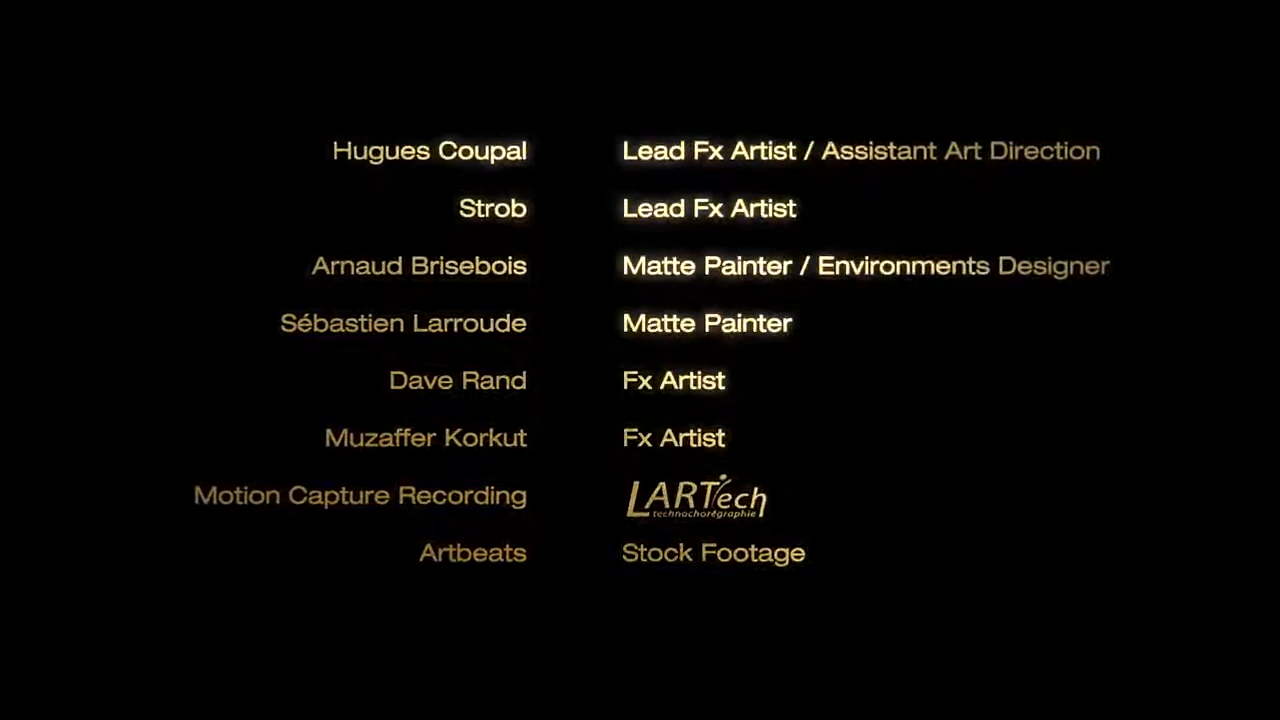 Hugues Coupal Lead Fx Artist / Assistant Art Direction
Strob Lead Fx Artist
Arnaud Brisebois Matte Painter / Environments Designer
Sébastien Larroude Matte Painter
Dave Rand Fx Artist
Muzaffer Korkut Fx Artist
Motion Capture Recording LARTech
technochorégraphie
Artbeats Stock Footage